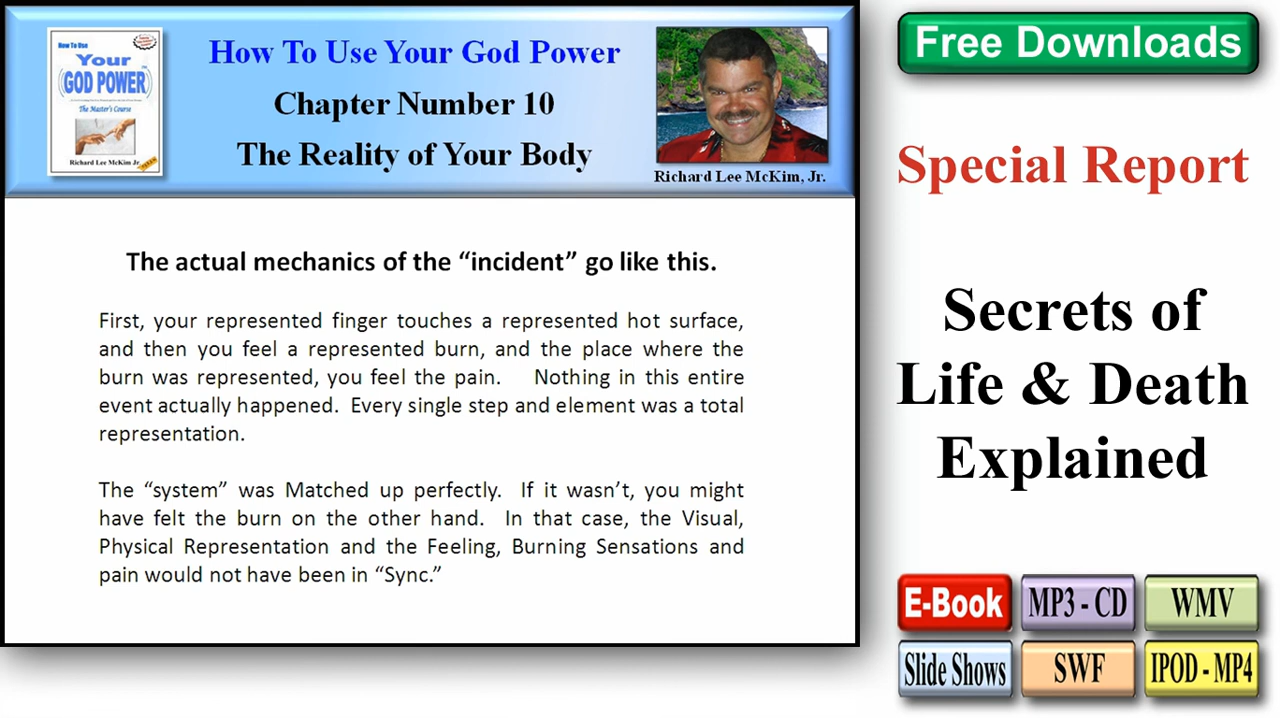 How To Use
Your
GOD POWER
The Master's Course
Richard Lee McKim Jr.
How To Use Your God Power
Chapter Number 10
The Reality of Your Body
Richard Lee McKim, Jr.
The actual mechanics of the “incident” go like this.
First, your represented finger touches a represented hot surface,
and then you feel a represented burn, and the place where the
burn was represented, you feel the pain. Nothing in this entire
event actually happened. Every single step and element was a total
representation.
The “system” was Matched up perfectly. If it wasn’t, you might
have felt the burn on the other hand. In that case, the Visual,
Physical Representation and the Feeling, Burning Sensations and
pain would not have been in “Sync.”
Free Downloads
Special Report
Secrets of
Life & Death
Explained
E-Book MP3 - CD WMV
Slide Shows SWF IPOD - MP4